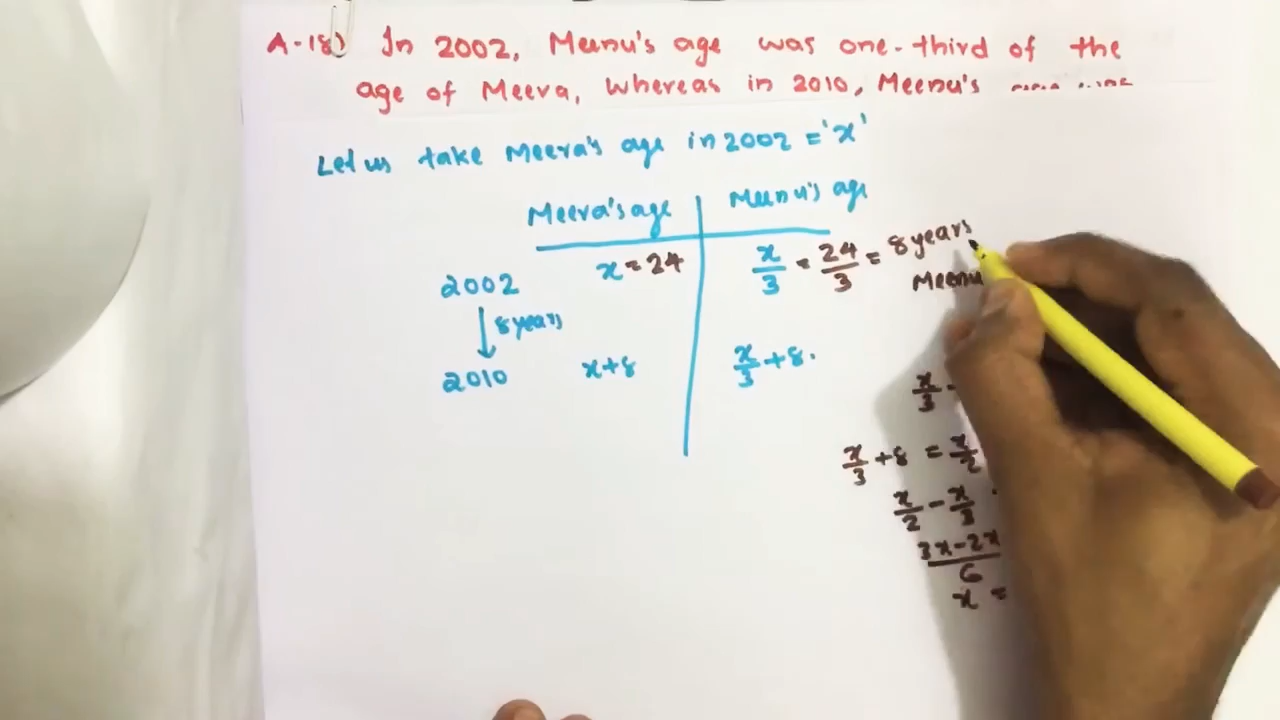 A-18) In 2002, Meenu's age was one-third of the
age of Meera, whereas in 2010, Meenu's
Let us take Meera's age in 2002 = 'x'
Meera's age Meenu's age
2002 x = 24 x/3 = 24/3 = 8 years
Meenu
8 years
2010 x+8 x/3 + 8.
x/3 -
x/3 + 8 = x/2
x/2 - x/3
3x-2x/6
x =